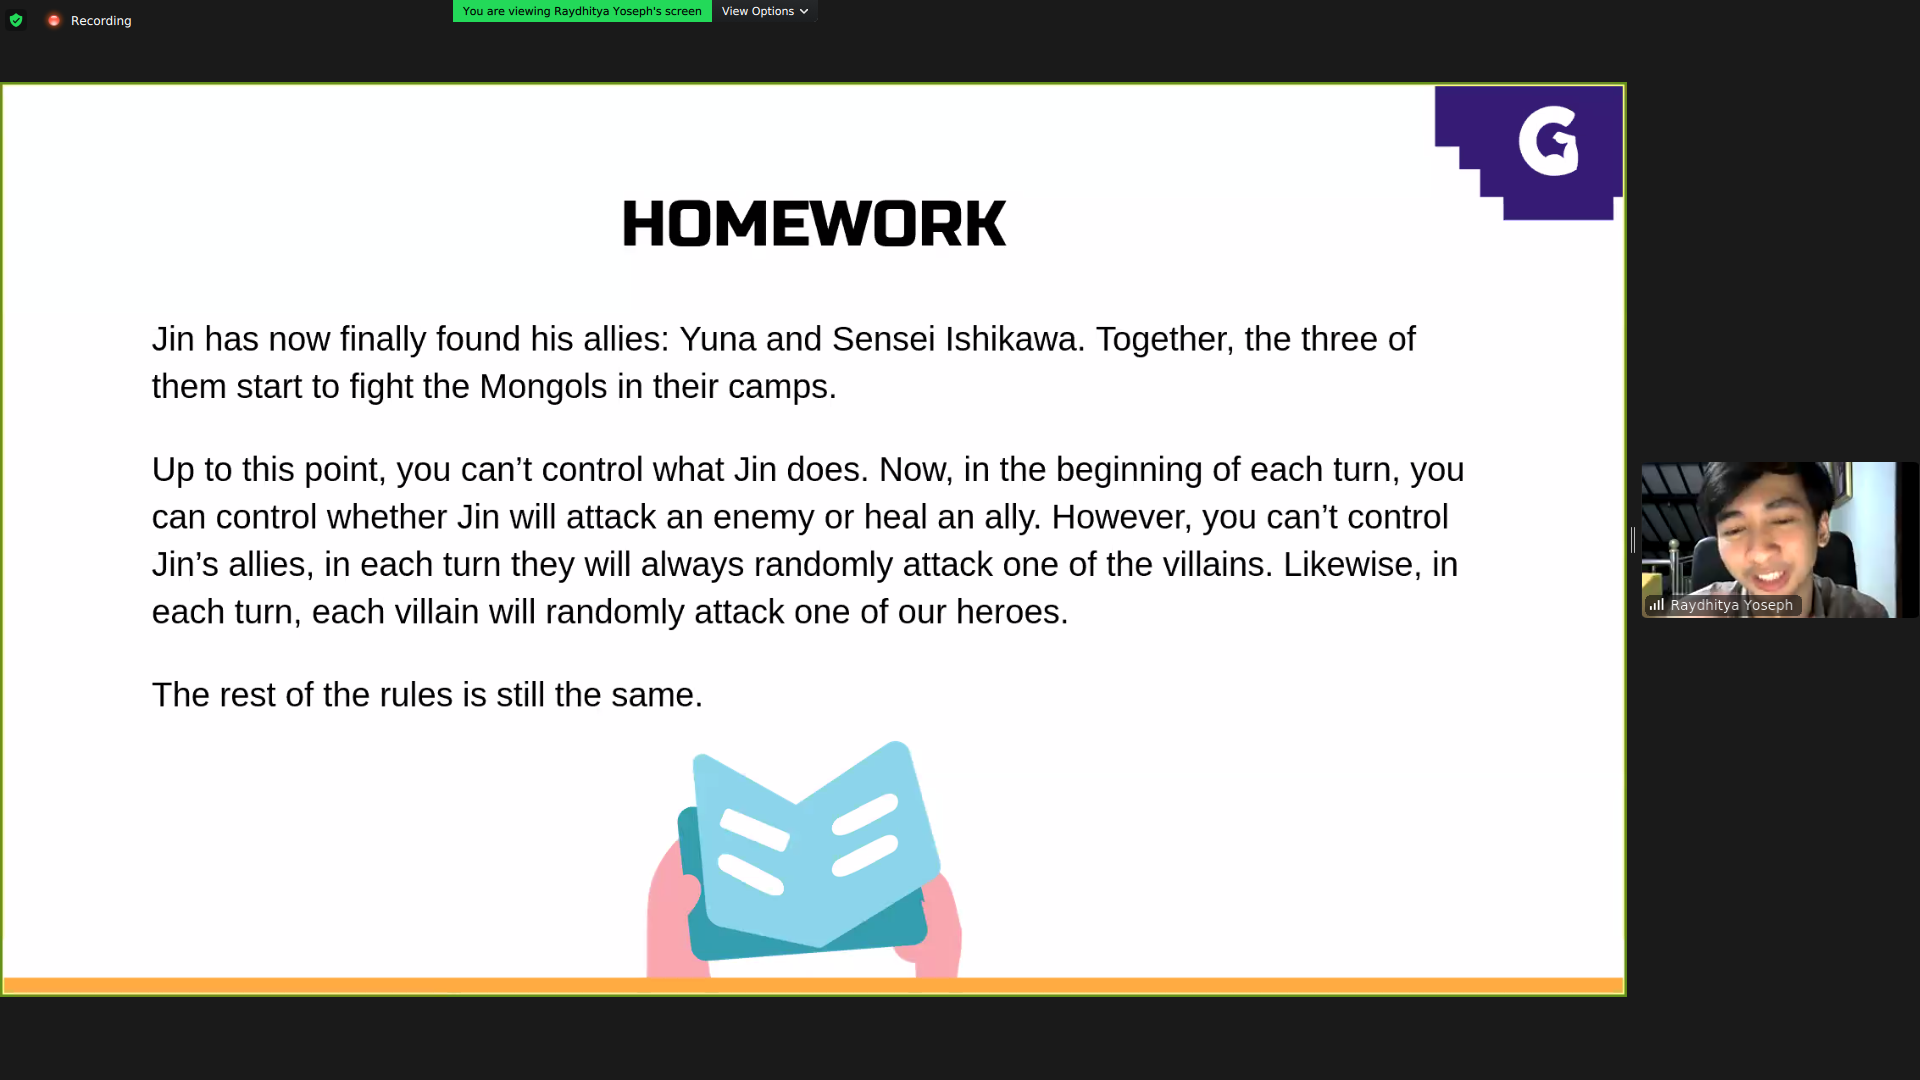 Recording
You are viewing Raydhitya Yoseph's screen View Options
G
HOMEWORK
Jin has now finally found his allies: Yuna and Sensei Ishikawa. Together, the three of
them start to fight the Mongols in their camps.
Up to this point, you can’t control what Jin does. Now, in the beginning of each turn, you
can control whether Jin will attack an enemy or heal an ally. However, you can’t control
Jin’s allies, in each turn they will always randomly attack one of the villains. Likewise, in
each turn, each villain will randomly attack one of our heroes.
The rest of the rules is still the same.
Raydhitya Yoseph